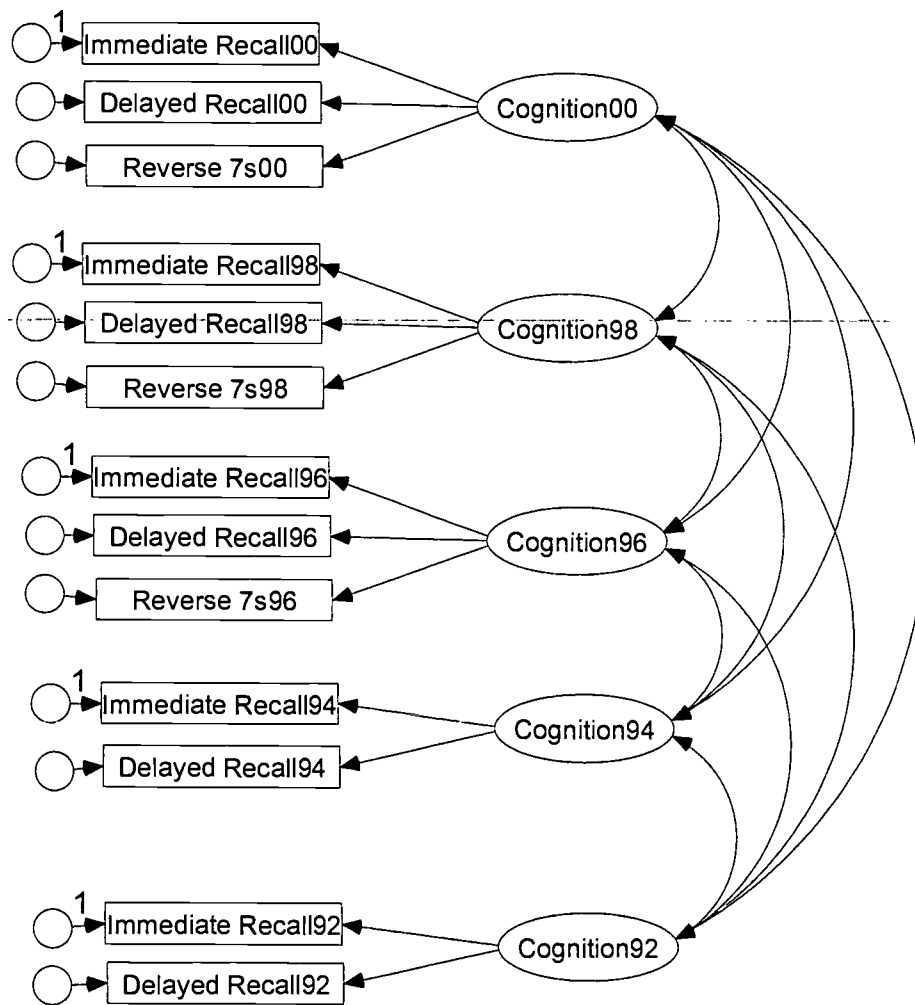 1
Immediate Recall00
Delayed Recall00
Reverse 7s00
Cognition00
1
Immediate Recall98
Delayed Recall98
Reverse 7s98
Cognition98
1
Immediate Recall96
Delayed Recall96
Reverse 7s96
Cognition96
1
Immediate Recall94
Delayed Recall94
Cognition94
1
Immediate Recall92
Delayed Recall92
Cognition92